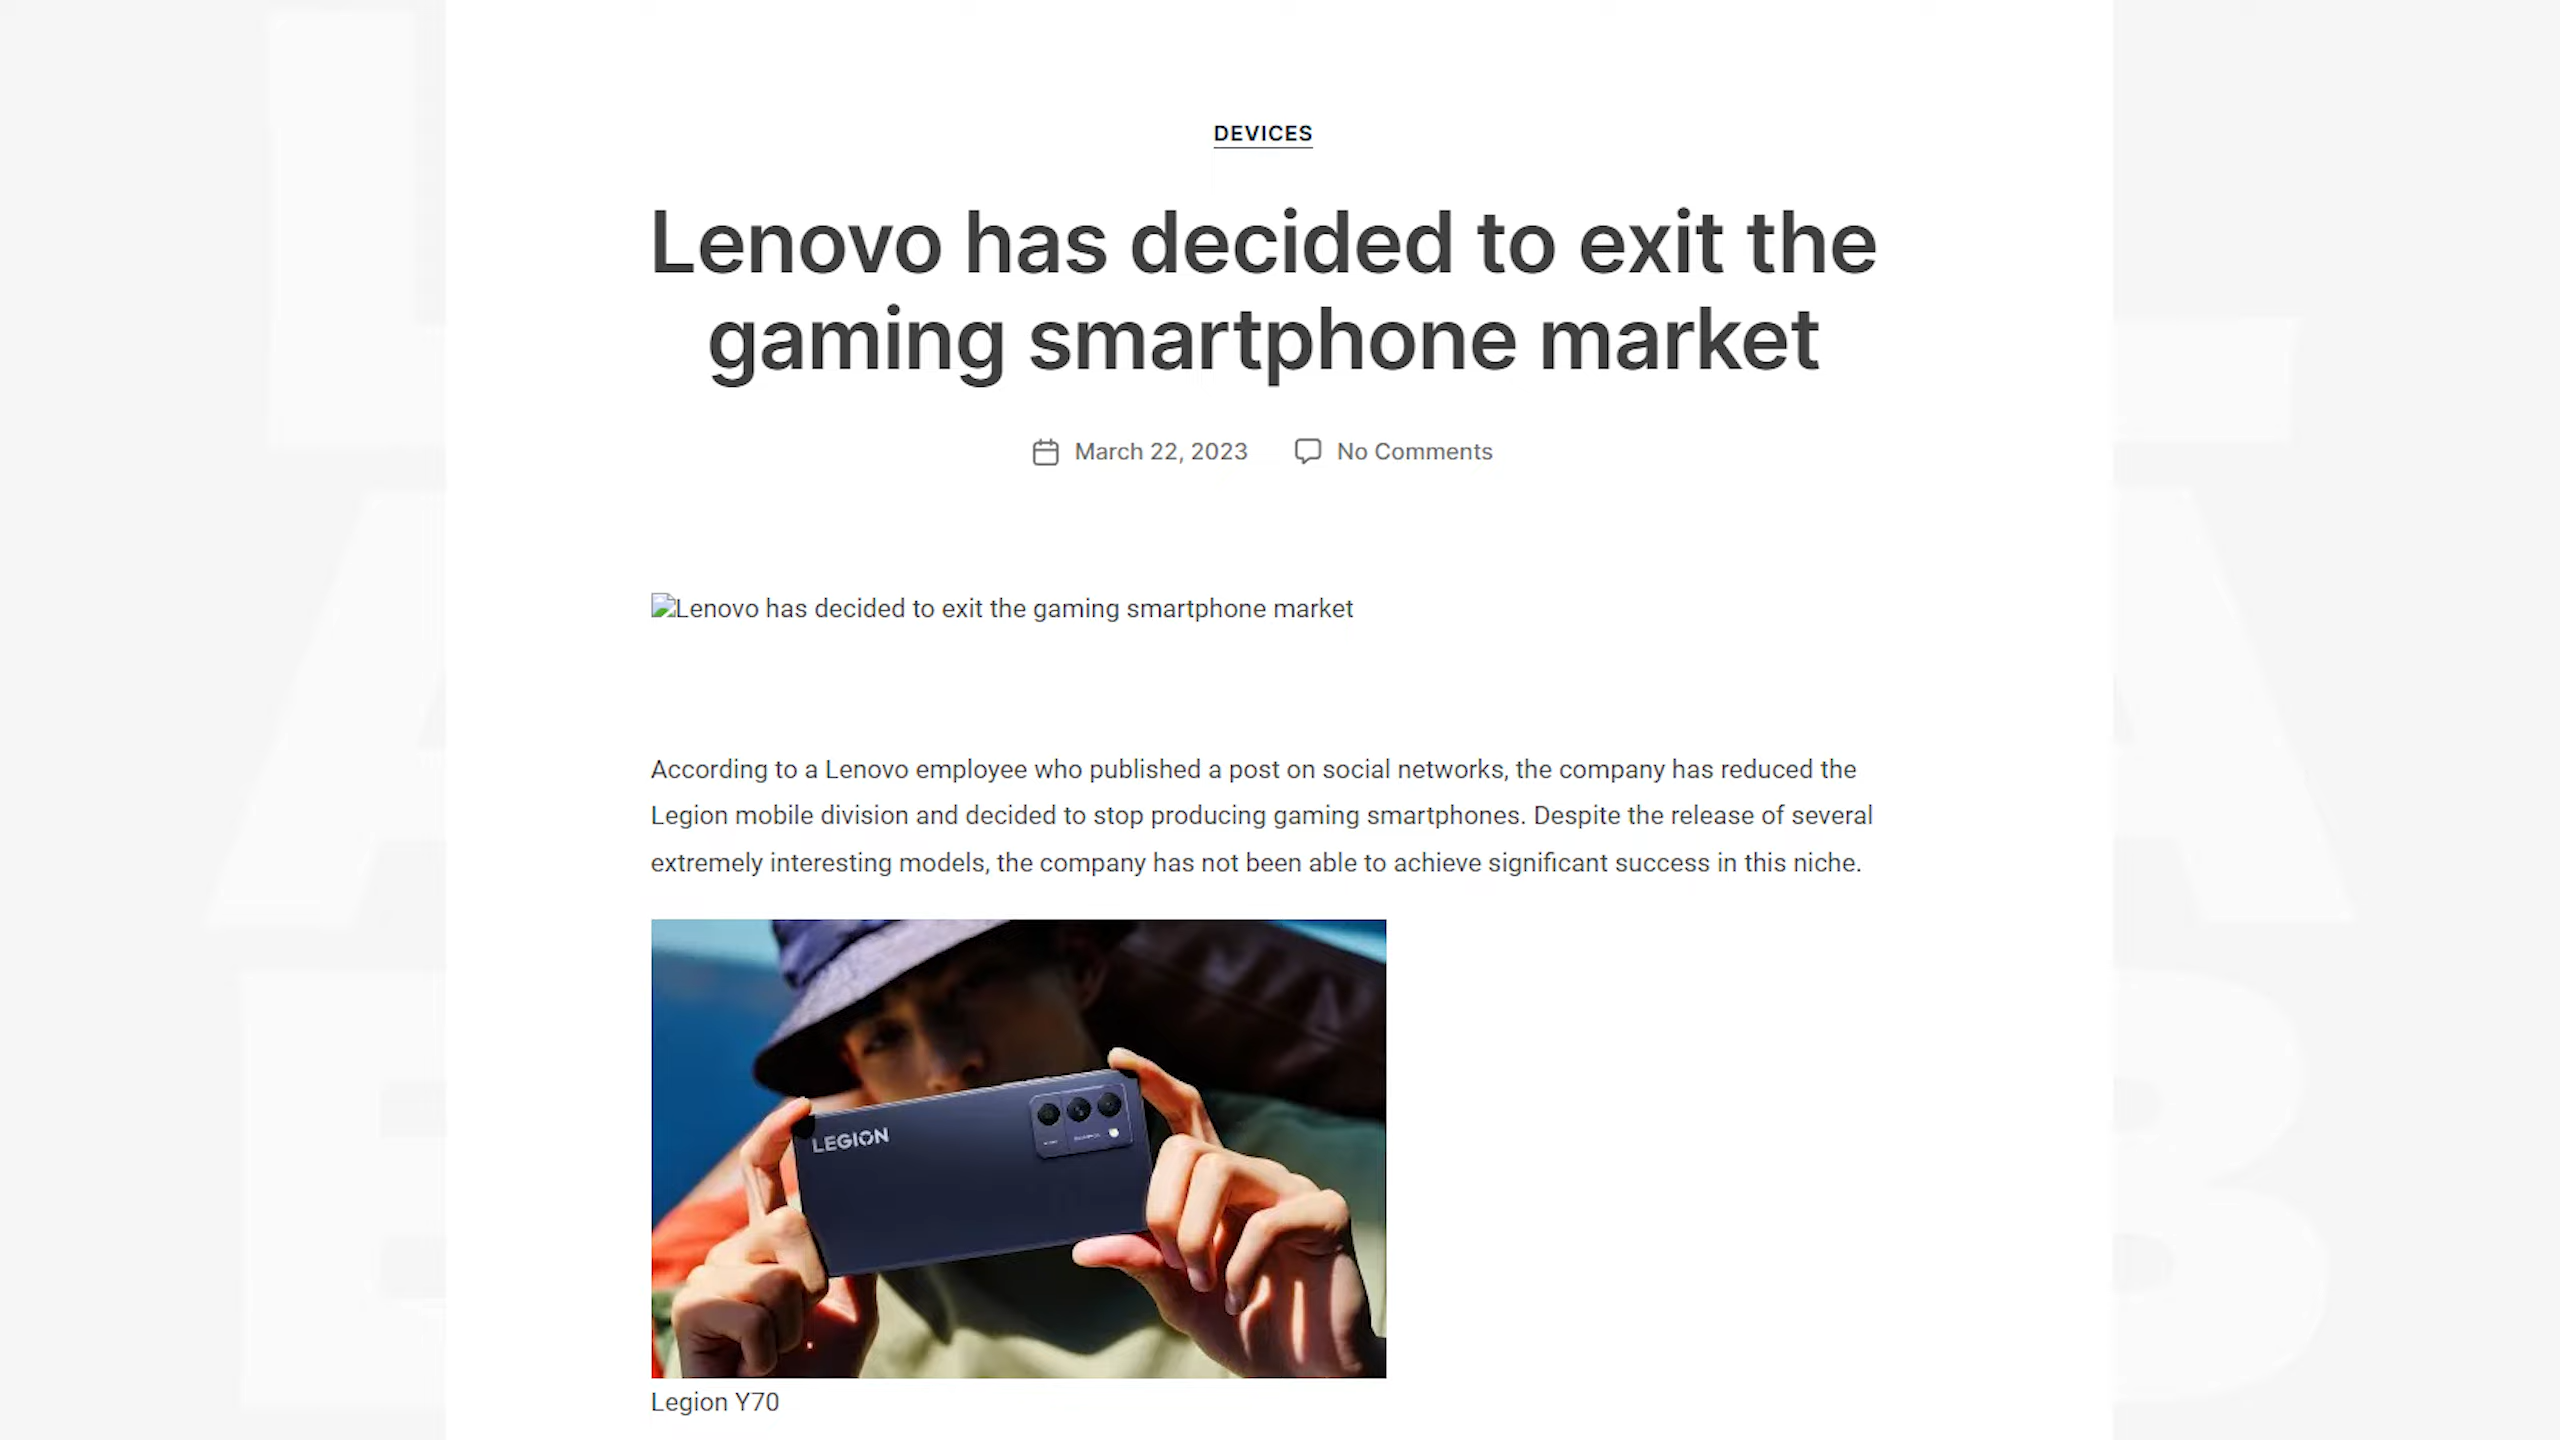 DEVICES
Lenovo has decided to exit the
gaming smartphone market
March 22, 2023 No Comments
Lenovo has decided to exit the gaming smartphone market
According to a Lenovo employee who published a post on social networks, the company has reduced the
Legion mobile division and decided to stop producing gaming smartphones. Despite the release of several
extremely interesting models, the company has not been able to achieve significant success in this niche.
LEGION
Legion Y70